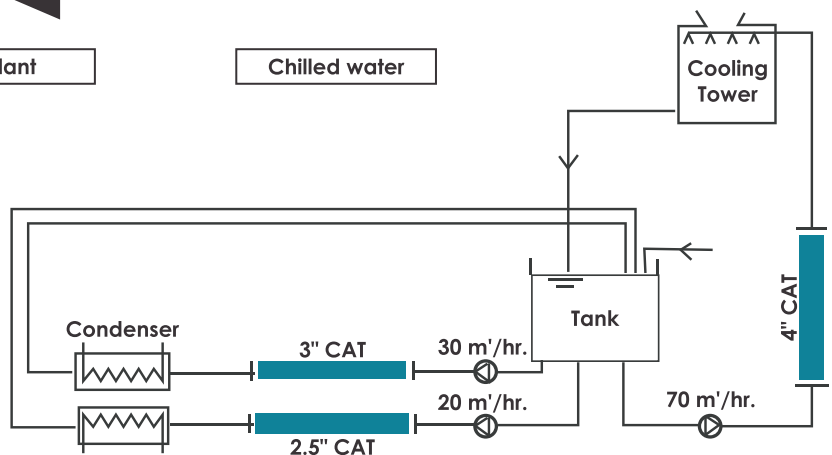 lant
Chilled water
Cooling
Tower
Condenser
3" CAT
30 m'/hr.
Tank
4" CAT
20 m'/hr.
70 m'/hr.
2.5" CAT